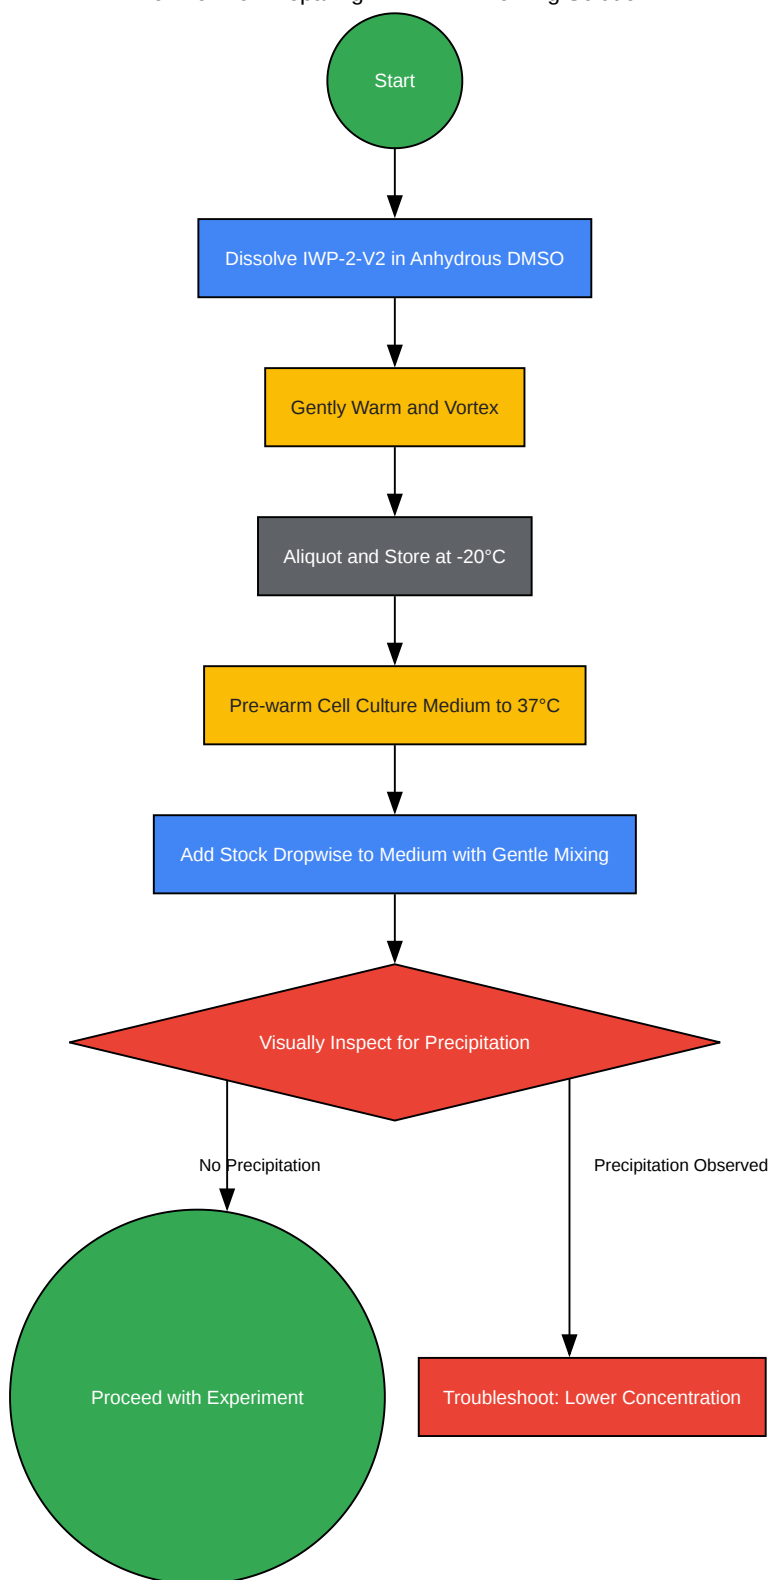 Start
Dissolve IWP-2-V2 in Anhydrous DMSO
Gently Warm and Vortex
Aliquot and Store at -20°C
Pre-warm Cell Culture Medium to 37°C
Add Stock Dropwise to Medium with Gentle Mixing
Visually Inspect for Precipitation
No Precipitation
Precipitation Observed
Proceed with Experiment
Troubleshoot: Lower Concentration